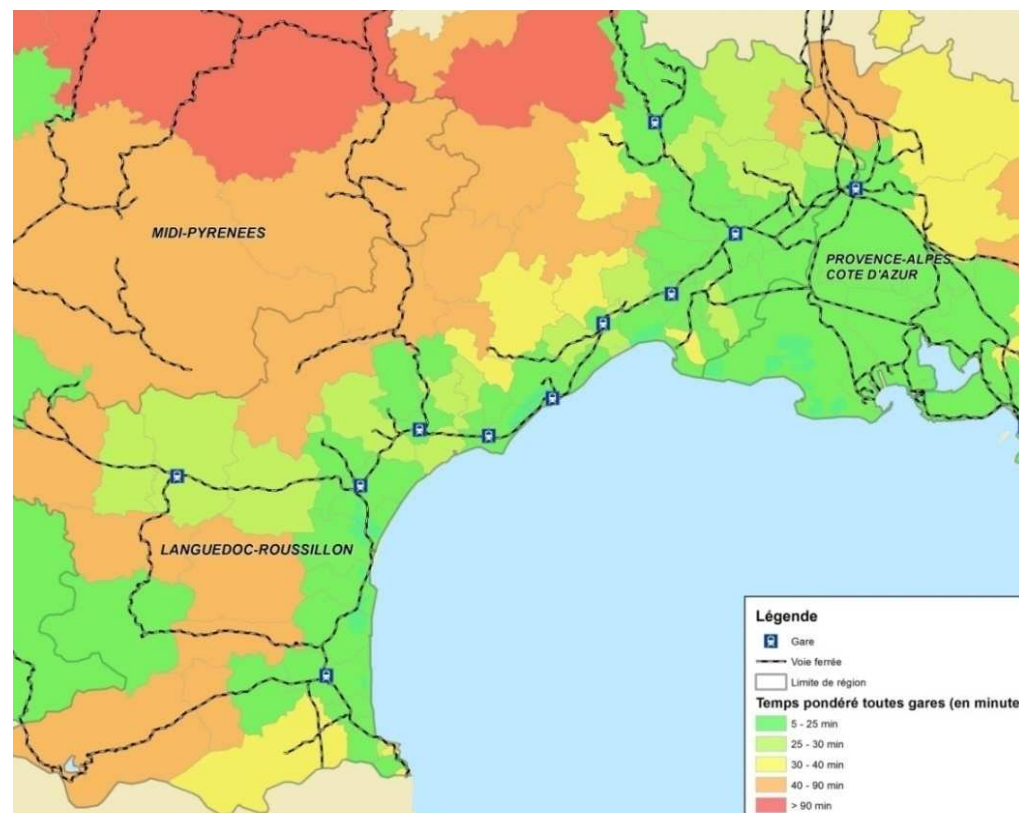 MIDI-PYRENEES
PROVENCE-ALPES
COTE D'AZUR
LANGUEDOC-ROUSSILLON
Légende
Gare
Voie ferrée
Limite de région
Temps pondéré toutes gares (en minute
5 - 25 min
25 - 30 min
30 - 40 min
40 - 90 min
> 90 min